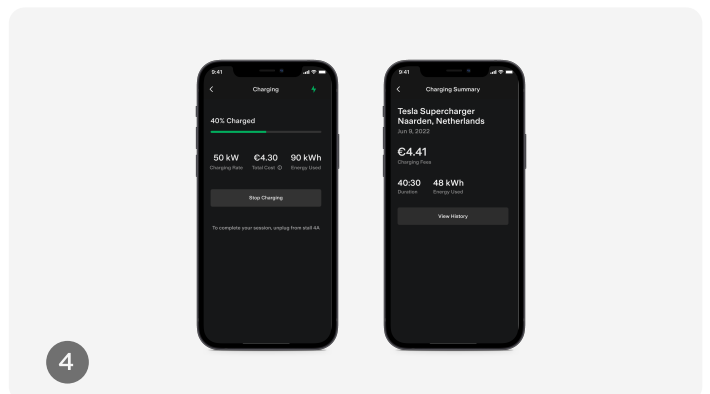 9:41
Charging
40% Charged
50 kW €4.30 90 kWh
Charging Rate Total Cost Energy Used
Stop Charging
To complete your session, unplug from stall 4A
9:41
Charging Summary
Tesla Supercharger
Naarden, Netherlands
Jun 9, 2022
€4.41
Charging Fees
40:30 48 kWh
Duration Energy Used
View History
4